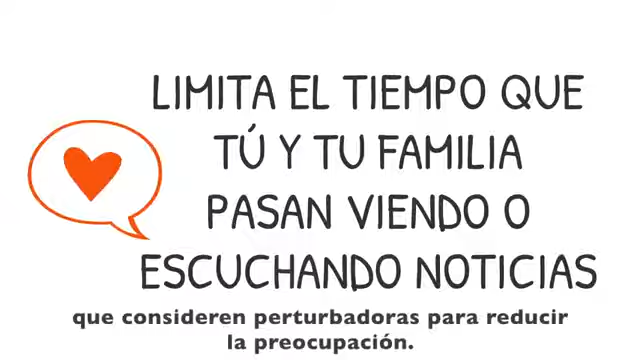 LIMITA EL TIEMPO QUE
TÚ Y TU FAMILIA
PASAN VIENDO O
ESCUCHANDO NOTICIAS
que consideren perturbadoras para reducir
la preocupación.